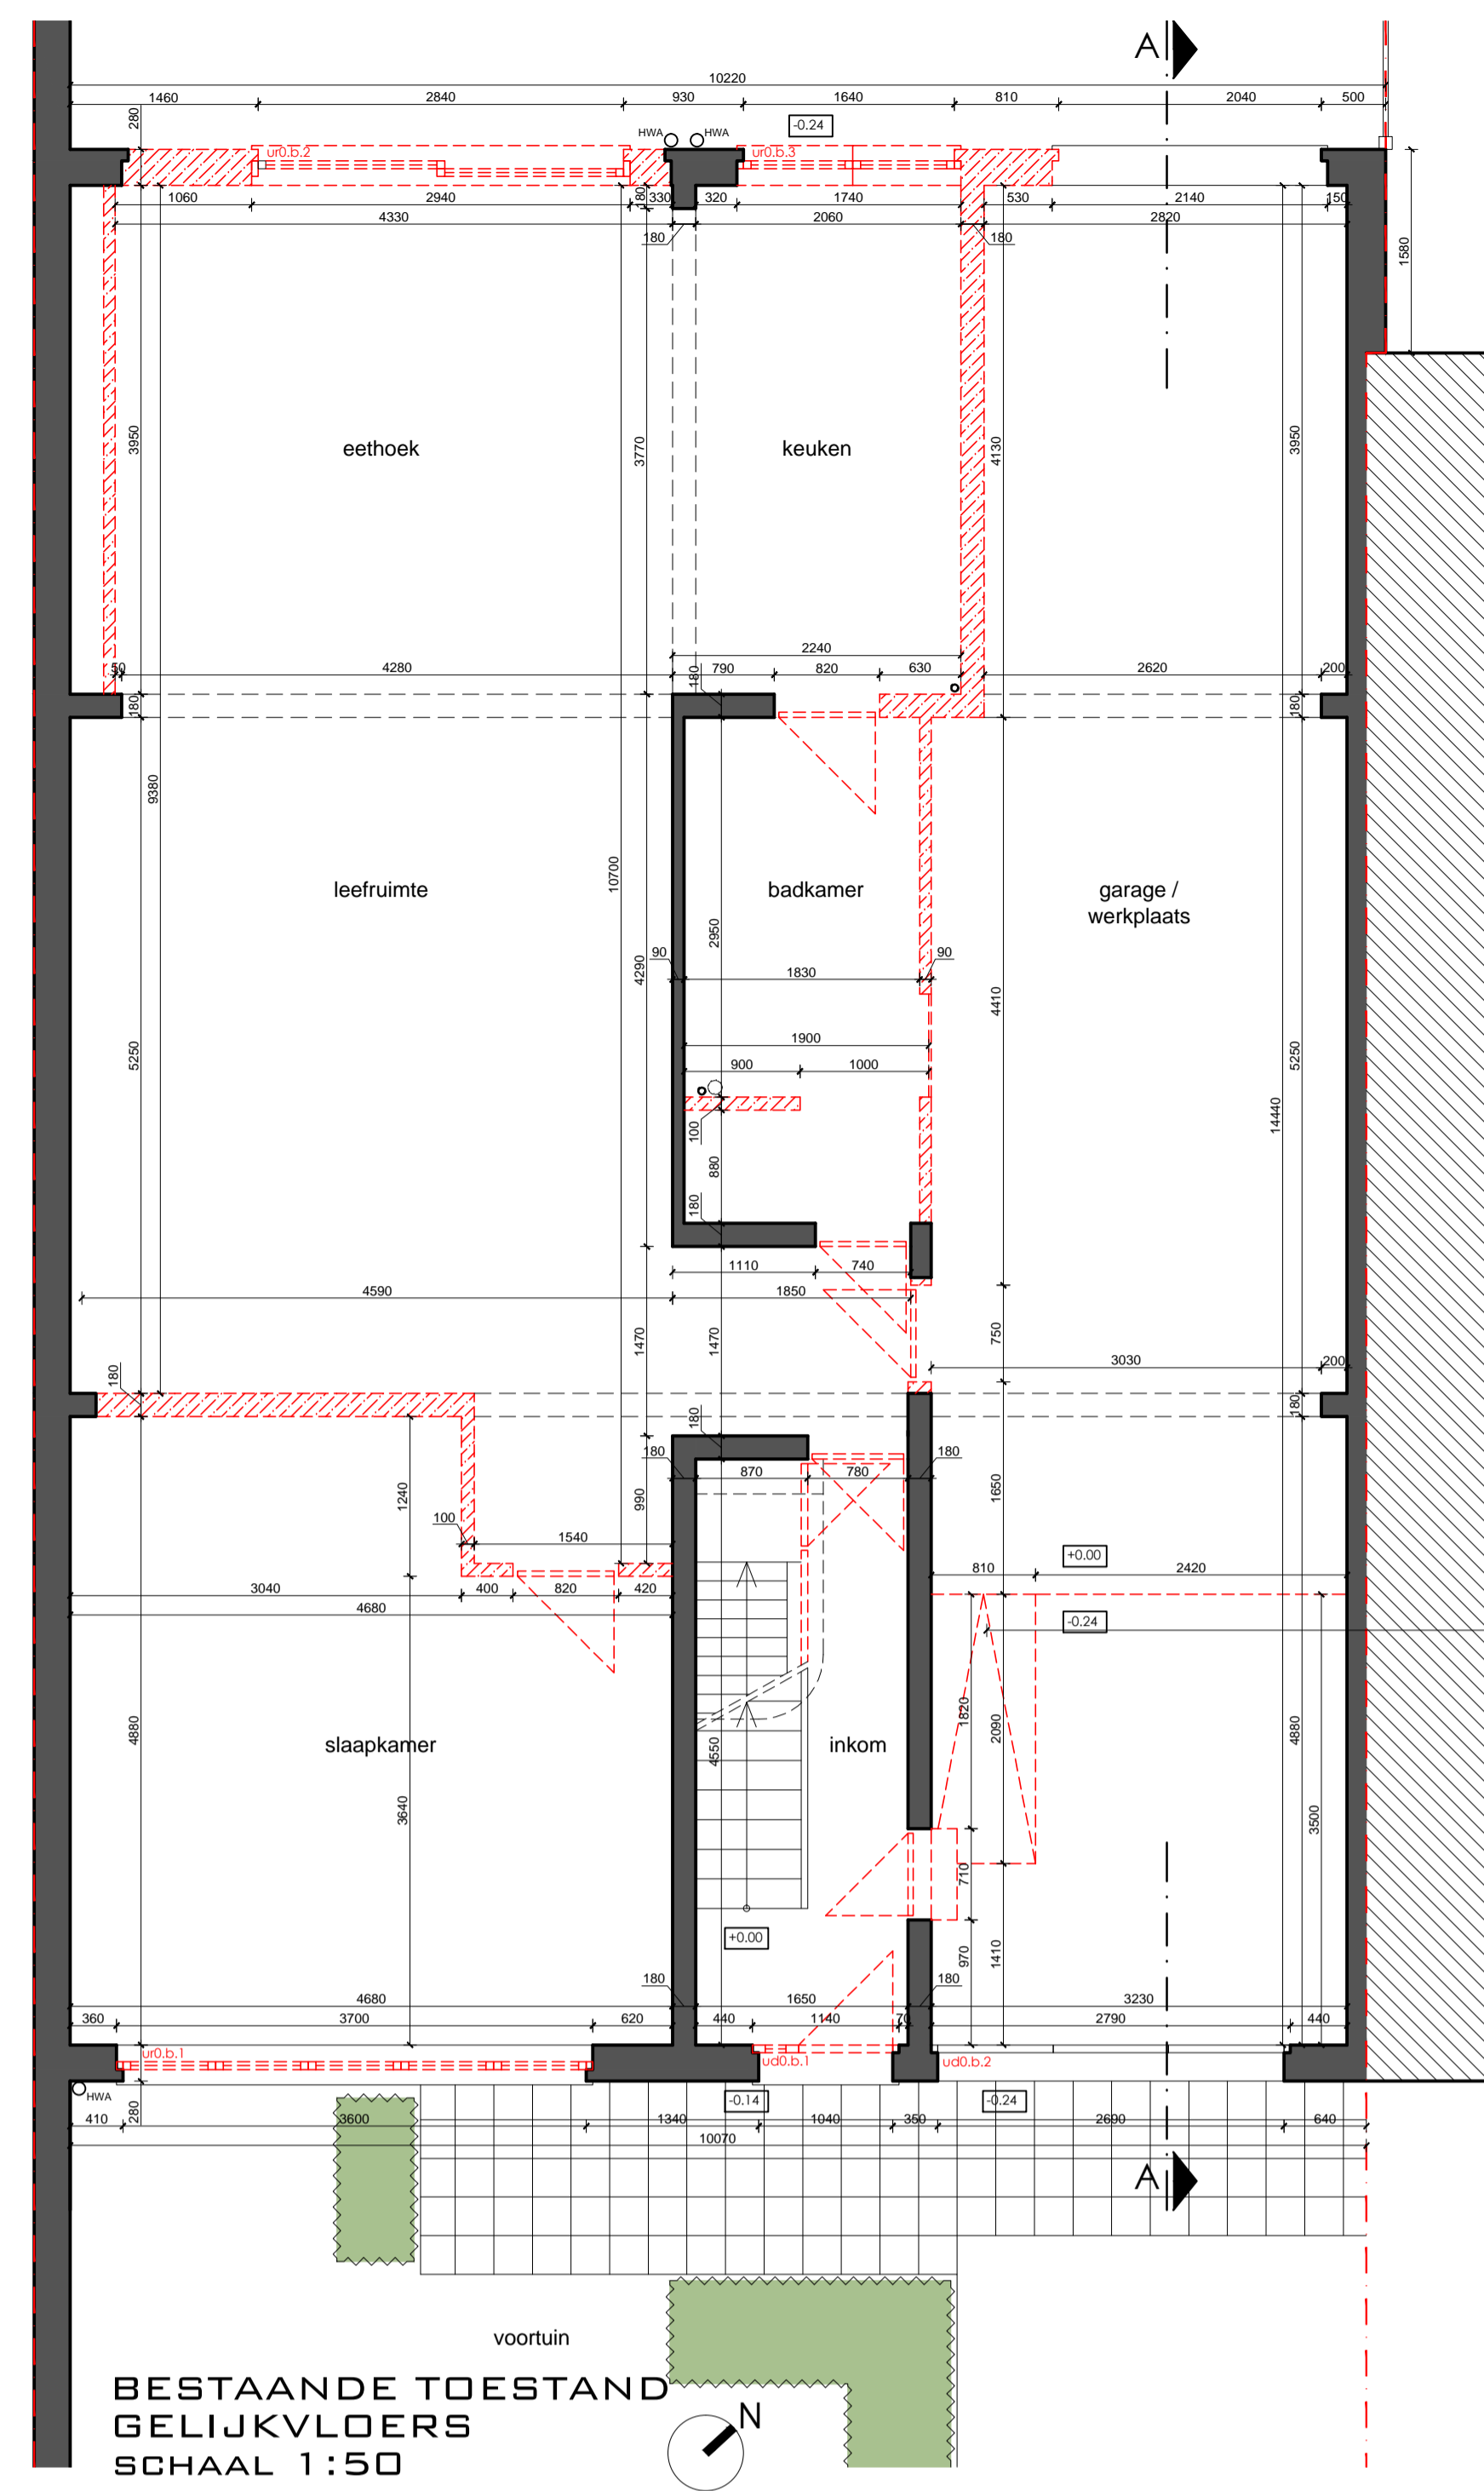 A
10220
1460 2840 930 1640 810 2040 500
280
HWA HWA
-0.24
ur0.b.2 ur0.b.3
1060 2940 330 180 320 1740 530 2140 150
4330 2060 2820
180 180
1580
3950 3770 4130 3950
eethoek keuken
2240
50 4280 790 820 630 2620 200
180 180 180
9380
10700
leefruimte badkamer garage /
werkplaats
2950
90 1830 90
4290 4410
1900
5250 5250
900 1000
14440
100
880
180
1110 740
4590 1850
1470 1470 750
3030 200
180 180
180
180 870 780 180
1240 990 1650
100 1540
+0.00
810 2420
3040 400 820 420
4680
-0.24
1820
2090
4880 4880
slaapkamer inkom
4550
3640 3500
710
+0.00
970 1410
180 180
4680 1650 3230
360 3700 620 440 1140 70 2790 440
ur0.b.1 ud0.b.1 ud0.b.2
HWA
-0.14 -0.24
280
410 3600 1340 1040 350 2690 640
10070
A
voortuin
BESTAANDE TOESTAND
GELIJKVLOERS
SCHAAL 1:50
N